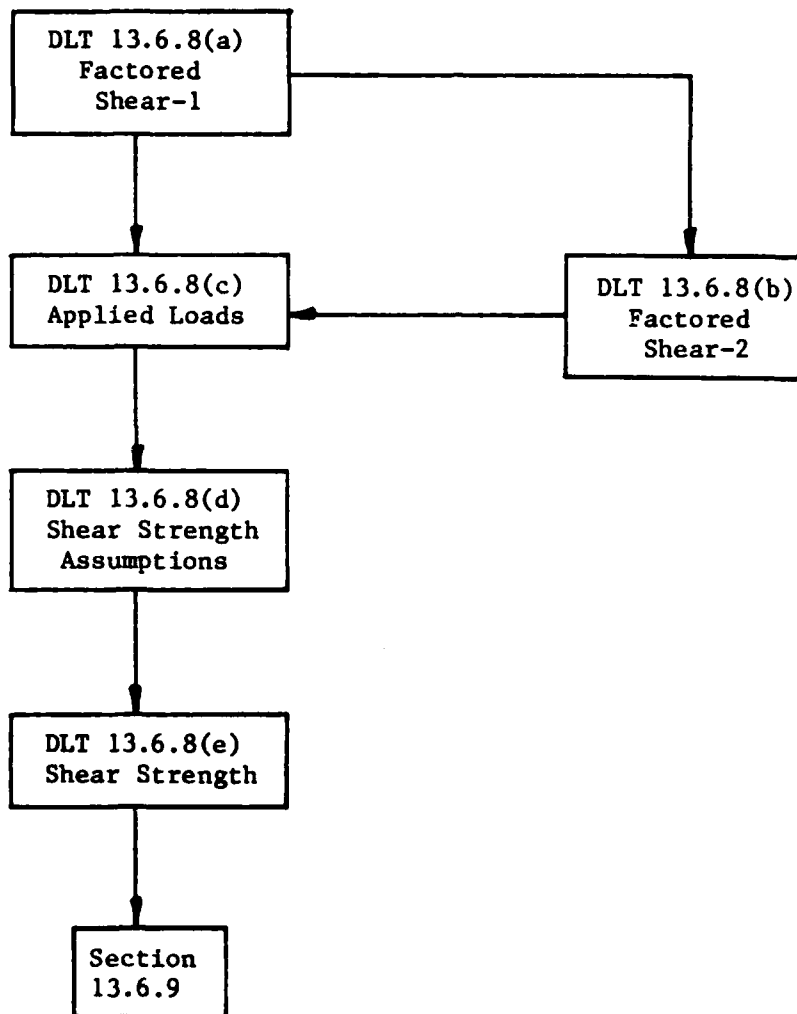 DLT 13.6.8(a)
Factored
Shear-1
DLT 13.6.8(c)
Applied Loads
DLT 13.6.8(b)
Factored
Shear-2
DLT 13.6.8(d)
Shear Strength
Assumptions
DLT 13.6.8(e)
Shear Strength
Section
13.6.9